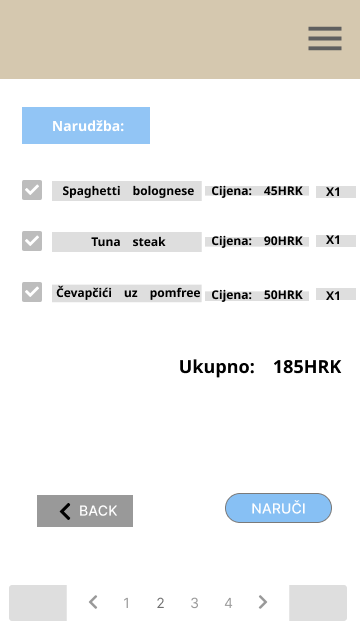 Narudžba:
Spaghetti bolognese Cijena: 45HRK X1
Tuna steak Cijena: 90HRK X1
Čevapčići uz pomfree Cijena: 50HRK X1
Ukupno: 185HRK
BACK NARUČI
1 2 3 4